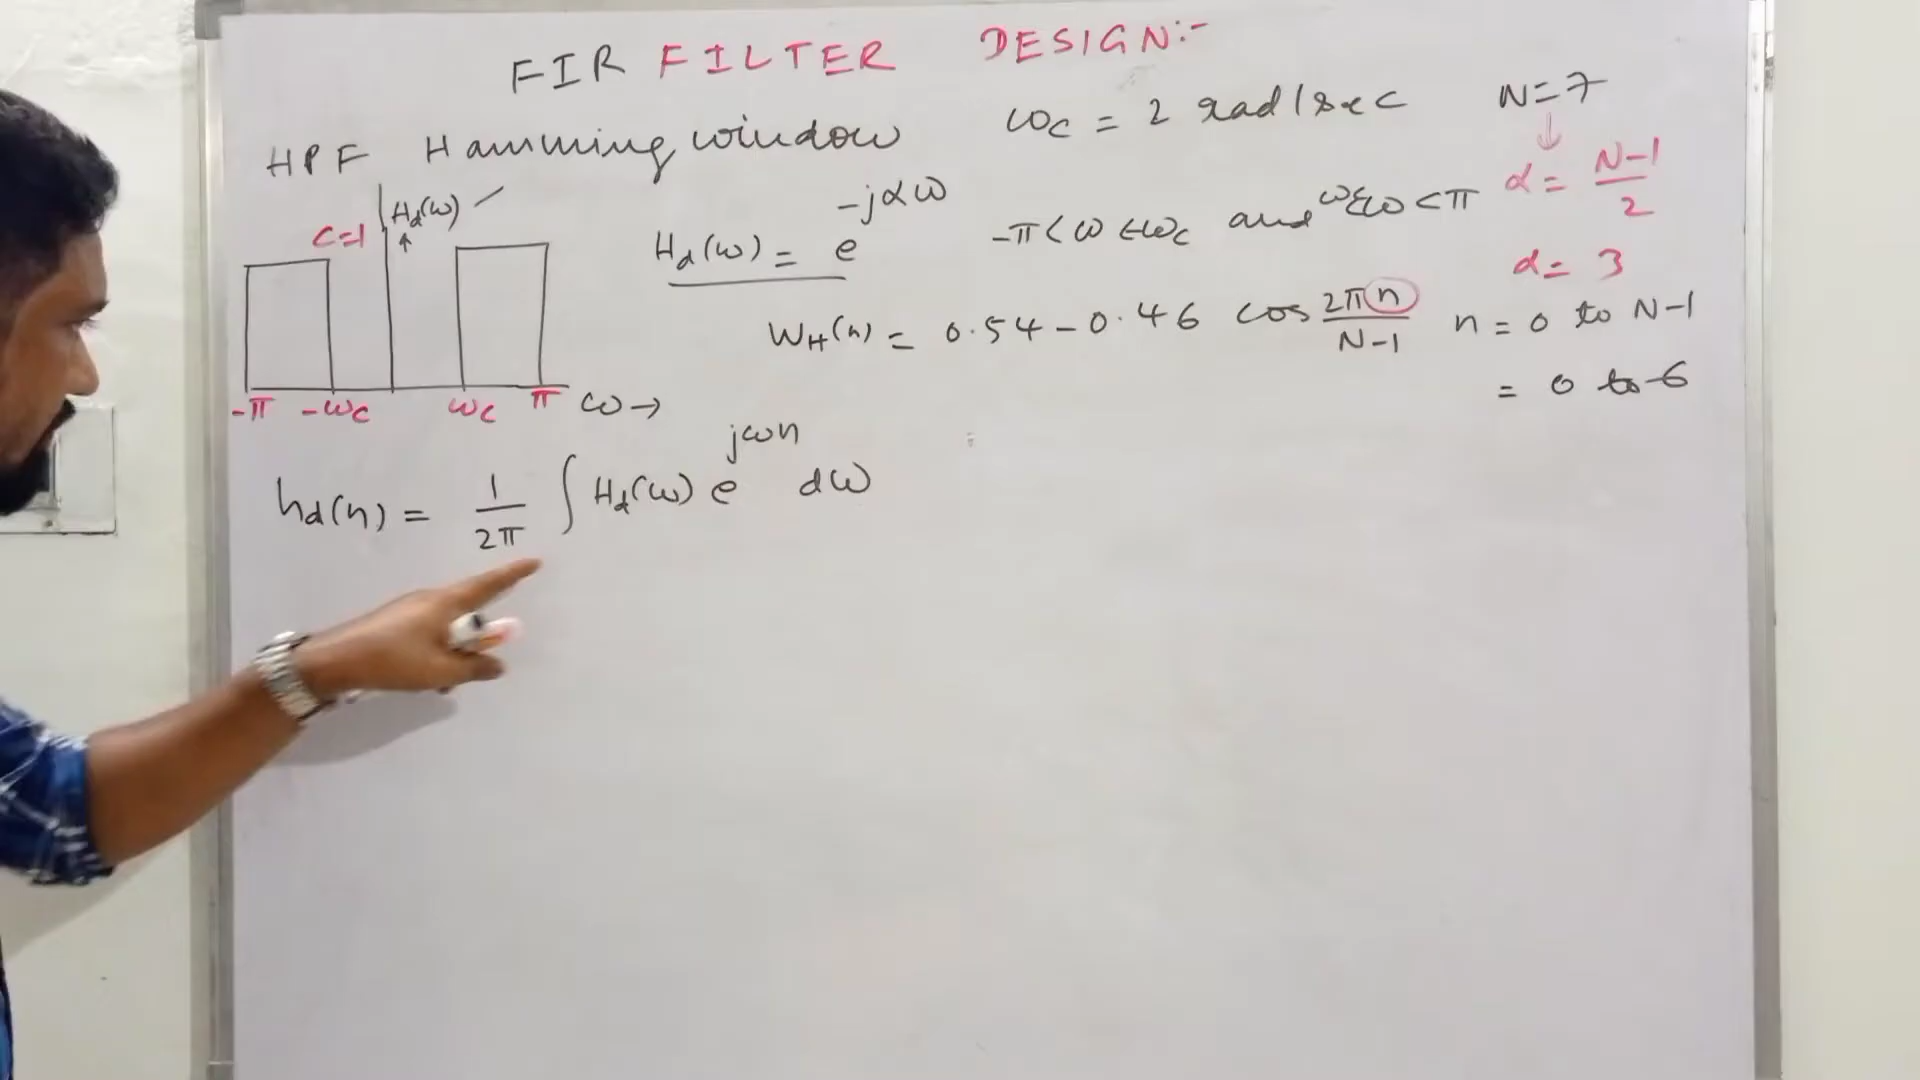 FIR FILTER DESIGN:-
HPF Hamming window ωc = 2 rad/sec N=7
α = N-1/2
Hd(ω)
C=1
Hd(ω) = e^-jαω -π<ω<-ωc and ωc<ω<π
α = 3
WH(n) = 0.54-0.46 cos 2πn/N-1 n = 0 to N-1
= 0 to 6
-π -ωc ωc π ω→
hd(n) = 1/2π ∫ Hd(ω) e^jωn dω